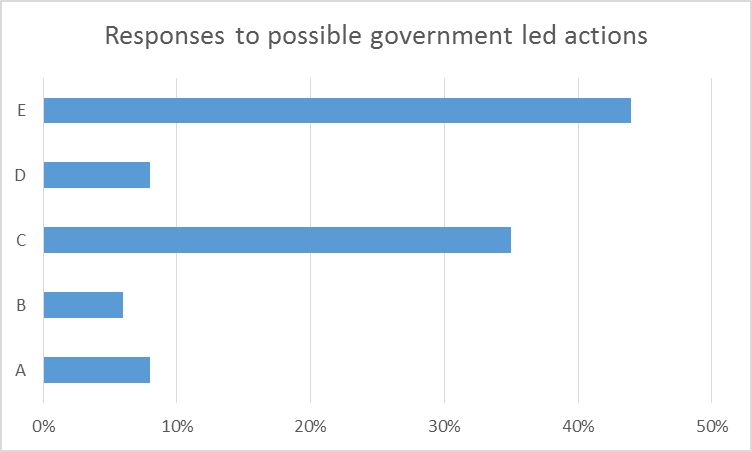 Responses to possible government led actions
E
D
C
B
A
0% 10% 20% 30% 40% 50%